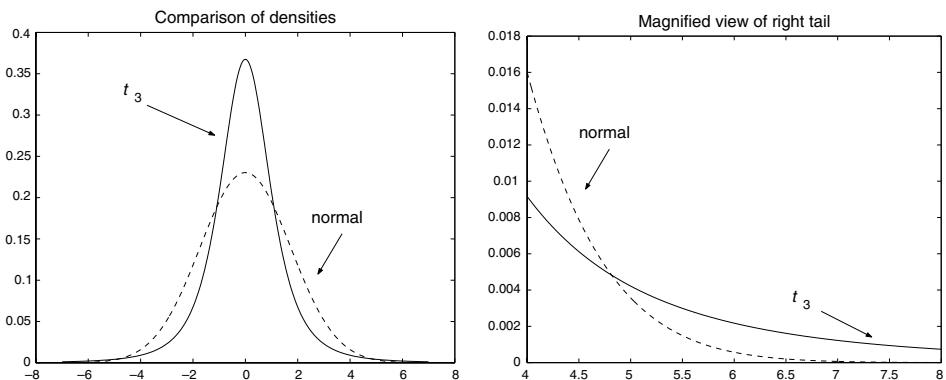 Comparison of densities
0.4
0.35
0.3
0.25
0.2
0.15
0.1
0.05
0
−8 −6 −4 −2 0 2 4 6 8
t 3
normal
Magnified view of right tail
0.018
0.016
0.014
0.012
0.01
0.008
0.006
0.004
0.002
0
4 4.5 5 5.5 6 6.5 7 7.5 8
normal
t 3